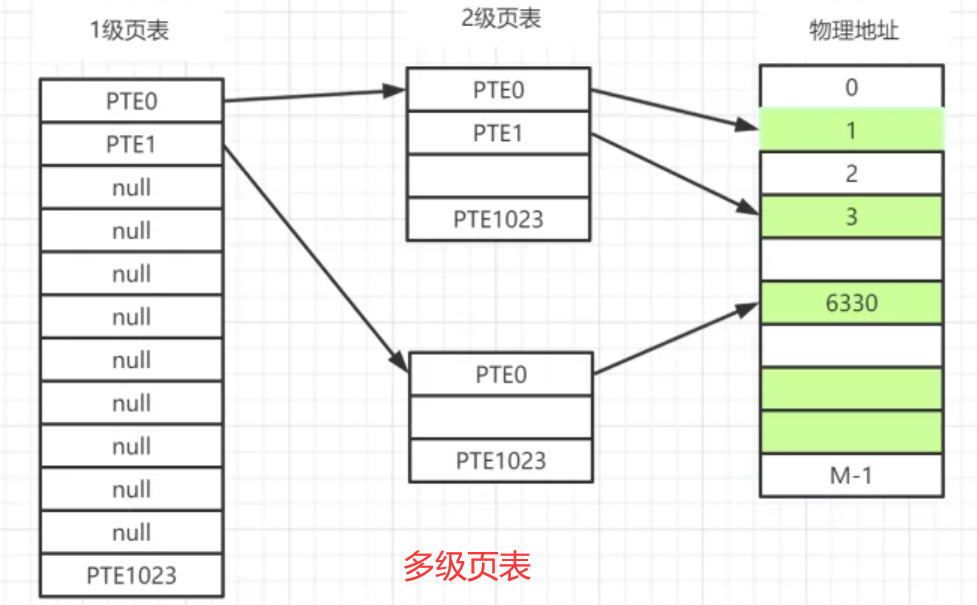 1级页表
PTE0
PTE1
null
null
null
null
null
null
null
null
null
PTE1023
2级页表
PTE0
PTE1
PTE1023
PTE0
PTE1023
物理地址
0
1
2
3
6330
M-1
多级页表